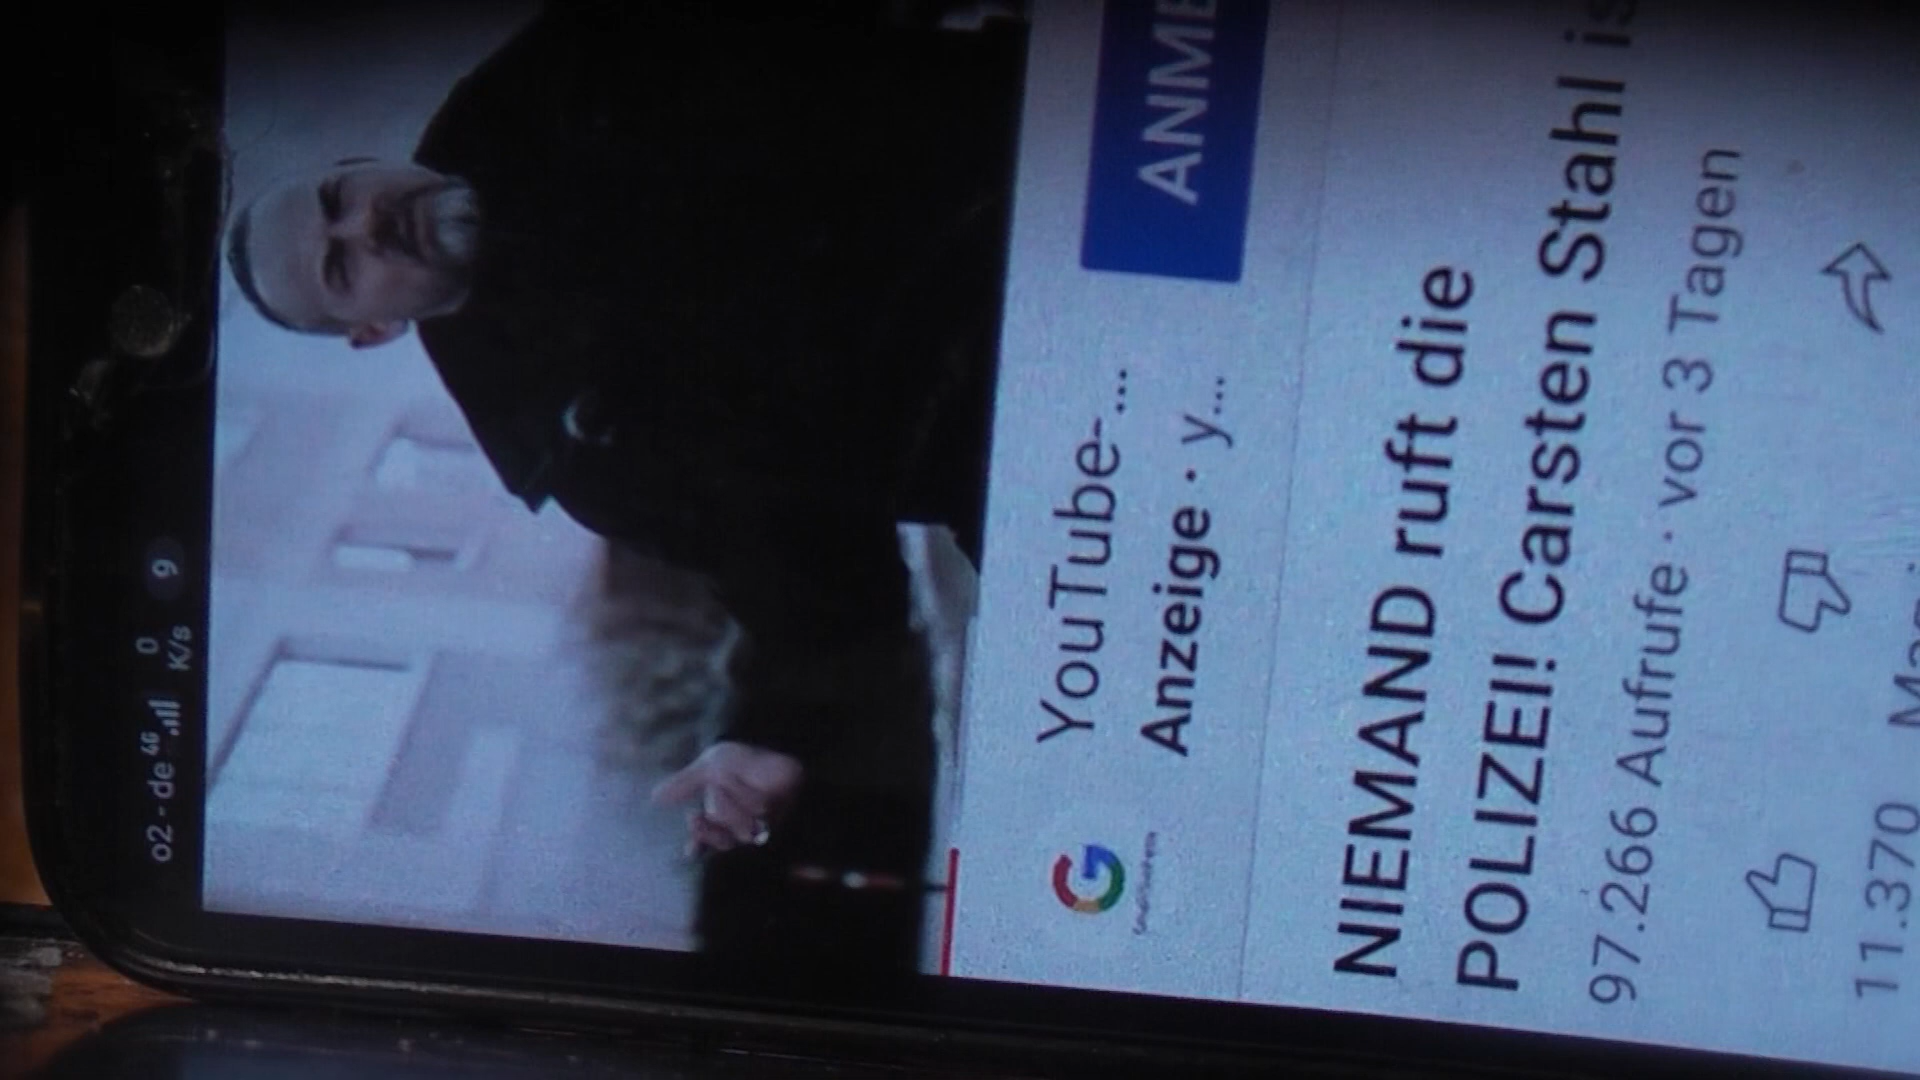 o2 - de 4G 0 K/s 9
YouTube-...
Anzeige · y...
ANME
NIEMAND ruft die
POLIZEI! Carsten Stahl is
97.266 Aufrufe · vor 3 Tagen
11.370